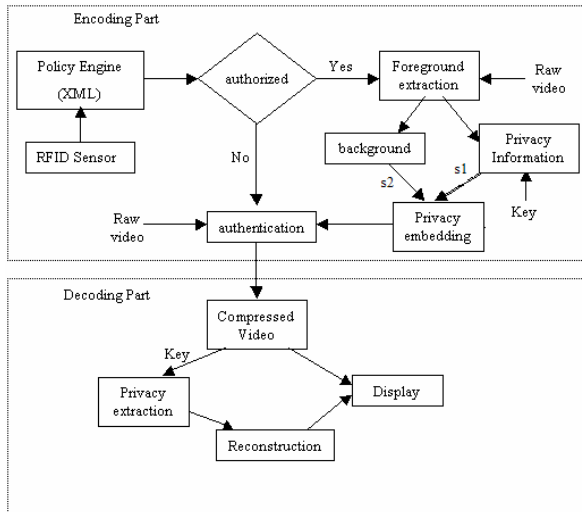 Encoding Part
Policy Engine
(XML)
authorized
Yes
Foreground
extraction
Raw
video
RFID Sensor
No
background
Privacy
Information
s2
s1
Key
Raw
video
authentication
Privacy
embedding
Decoding Part
Compressed
Video
Key
Privacy
extraction
Display
Reconstruction